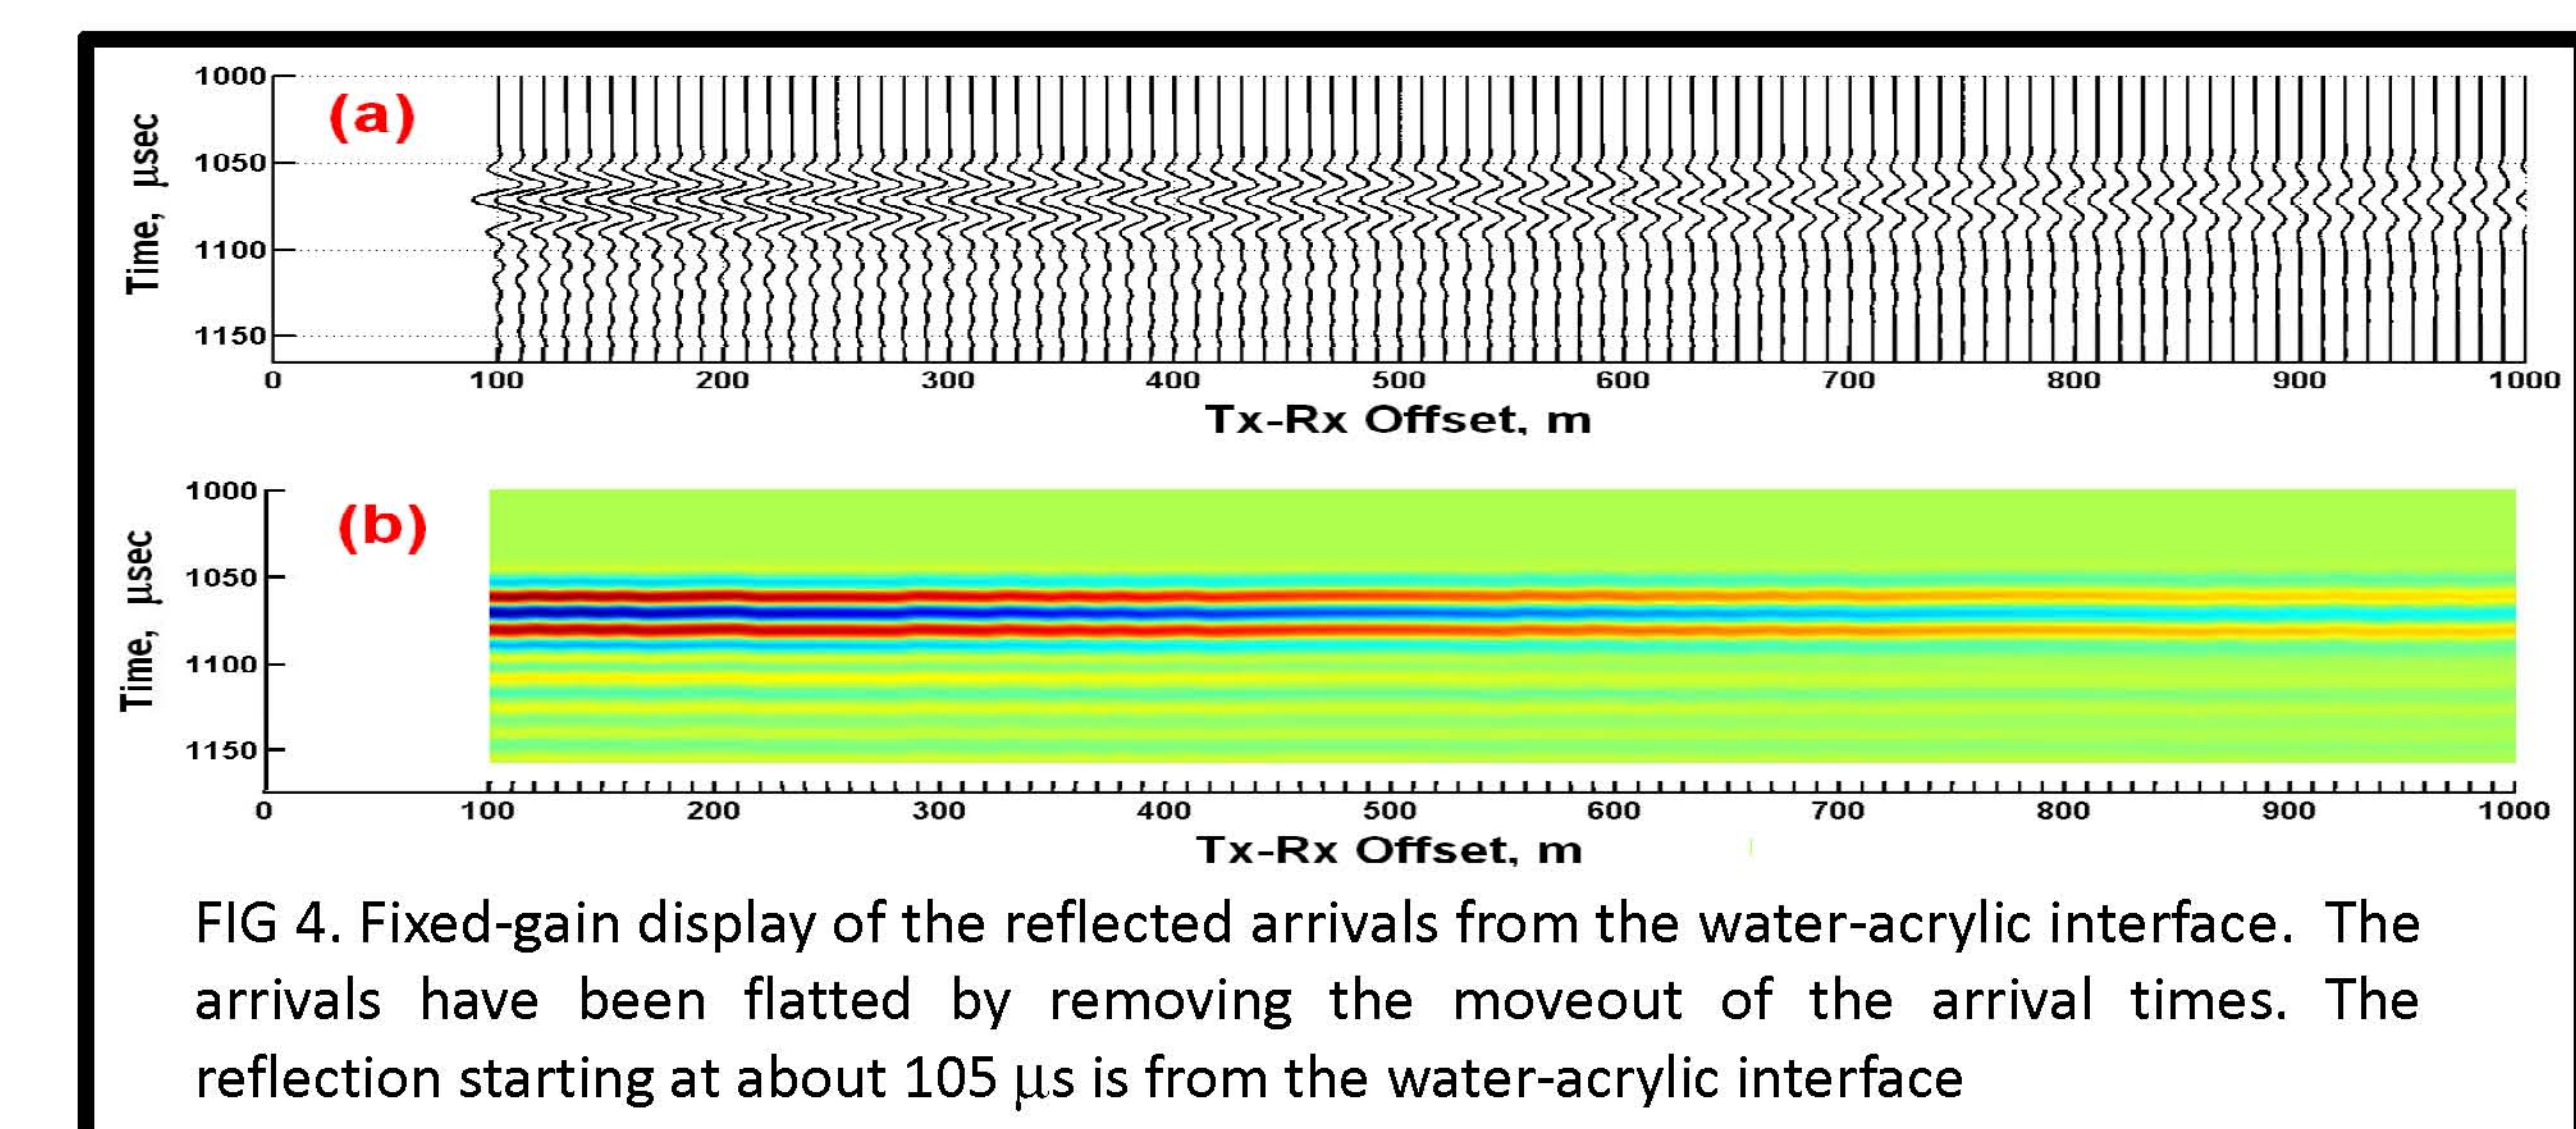 (a)
Time, μsec
1000
1050
1100
1150
0 100 200 300 400 500 600 700 800 900 1000
Tx-Rx Offset, m
(b)
Time, μsec
1000
1050
1100
1150
0 100 200 300 400 500 600 700 800 900 1000
Tx-Rx Offset, m
FIG 4. Fixed-gain display of the reflected arrivals from the water-acrylic interface. The
arrivals have been flatted by removing the moveout of the arrival times. The
reflection starting at about 105 μs is from the water-acrylic interface